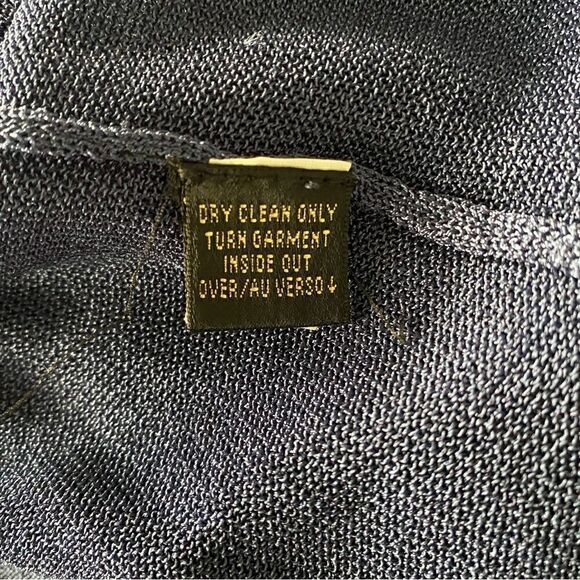 DRY CLEAN ONLY
TURN GARMENT
INSIDE OUT
OVER/AU VERSO↓